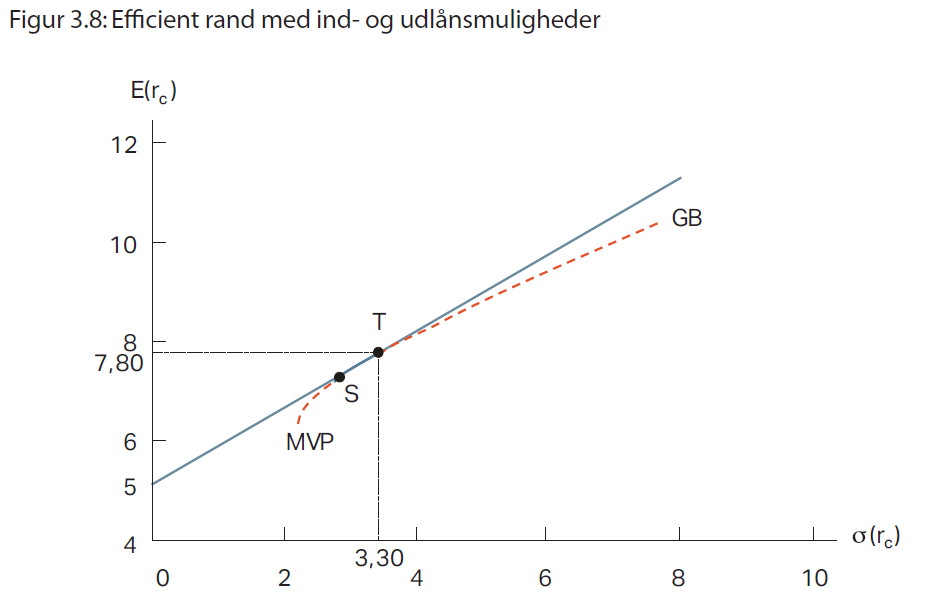 Figur 3.8: Efficient rand med ind- og udlånsmuligheder
E(rc)
12
10
GB
T
8
7,80
S
6
MVP
5
4
σ(rc)
3,30
0
2
4
6
8
10